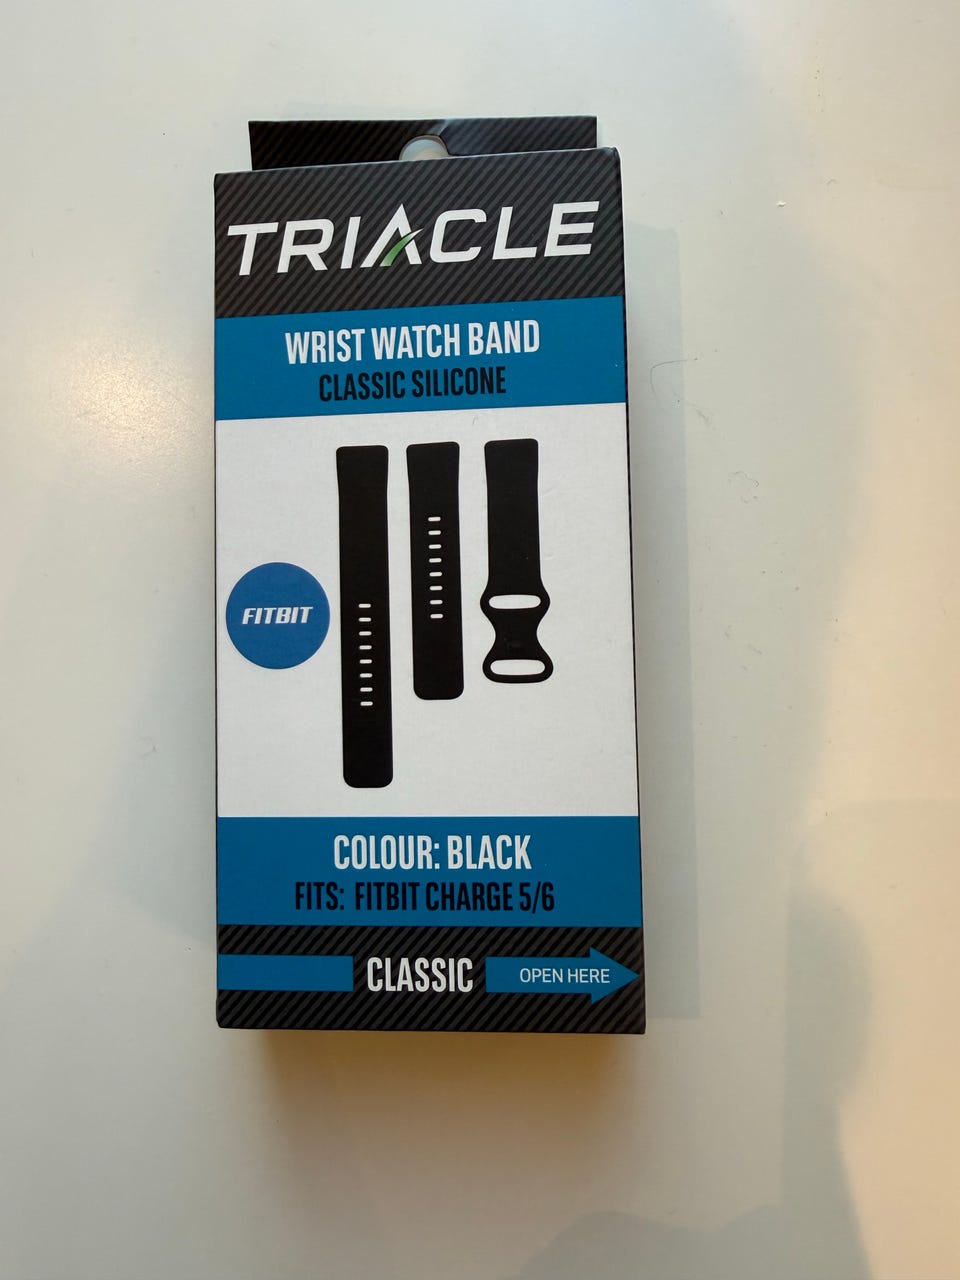 TRIACLE
WRIST WATCH BAND
CLASSIC SILICONE
FITBIT
COLOUR: BLACK
FITS: FITBIT CHARGE 5/6
CLASSIC
OPEN HERE